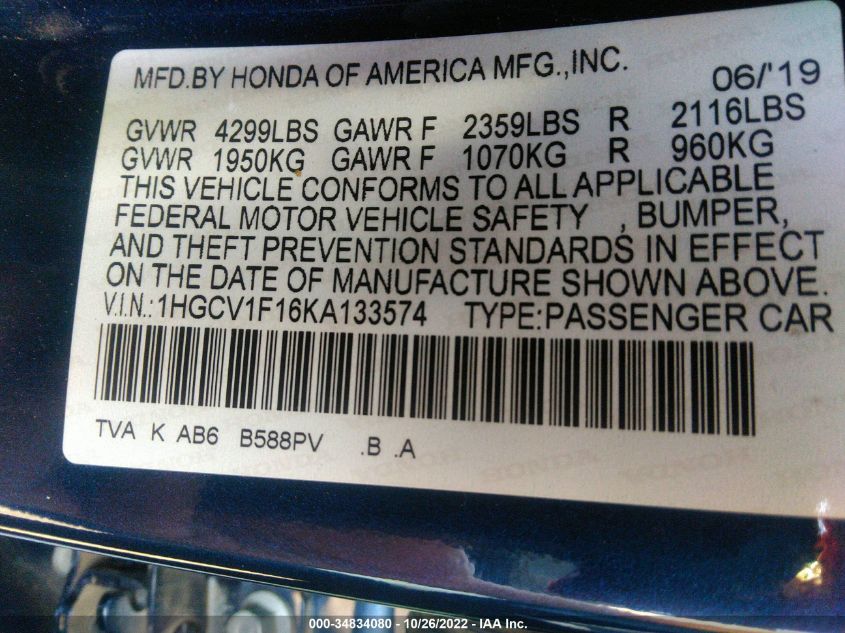 MFD.BY HONDA OF AMERICA MFG.,INC. 06/'19
GVWR 4299LBS GAWR F 2359LBS R 2116LBS
GVWR 1950KG GAWR F 1070KG R 960KG
THIS VEHICLE CONFORMS TO ALL APPLICABLE
FEDERAL MOTOR VEHICLE SAFETY , BUMPER,
AND THEFT PREVENTION STANDARDS IN EFFECT
ON THE DATE OF MANUFACTURE SHOWN ABOVE.
V.I.N.:1HGCV1F16KA133574 TYPE:PASSENGER CAR
TVA K AB6 B588PV .B .A
000-34834080 - 10/26/2022 - IAA Inc.